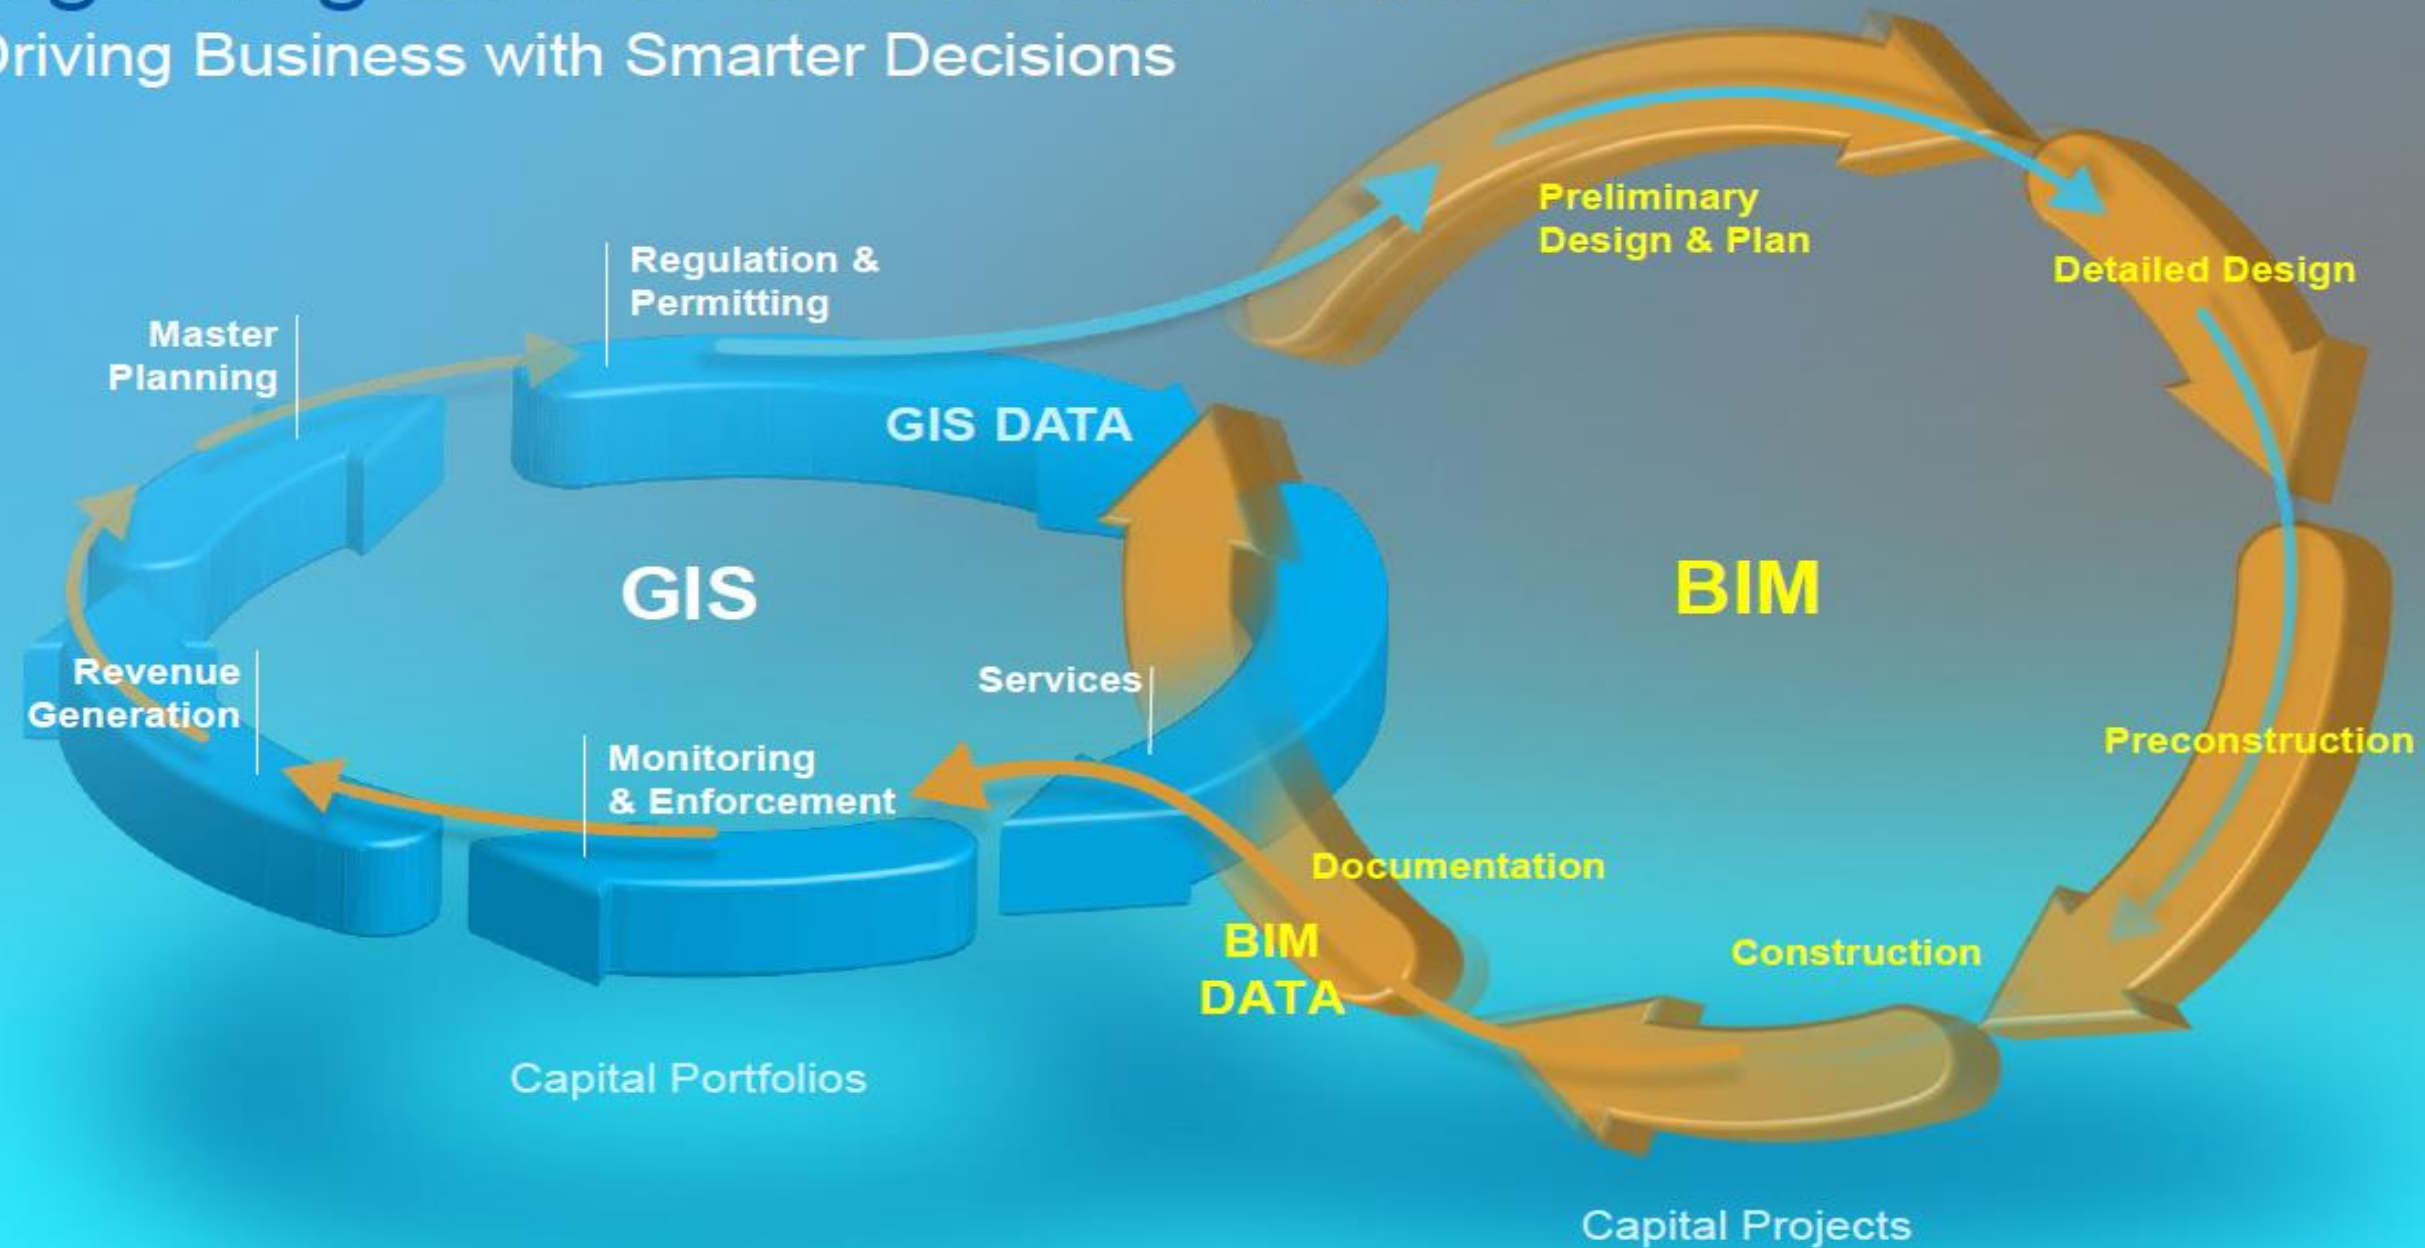 Driving Business with Smarter Decisions
Regulation &
Permitting
Master
Planning
GIS DATA
GIS
Revenue
Generation
Services
Monitoring
& Enforcement
Capital Portfolios
Preliminary
Design & Plan
Detailed Design
BIM
Preconstruction
Construction
Documentation
BIM
DATA
Capital Projects